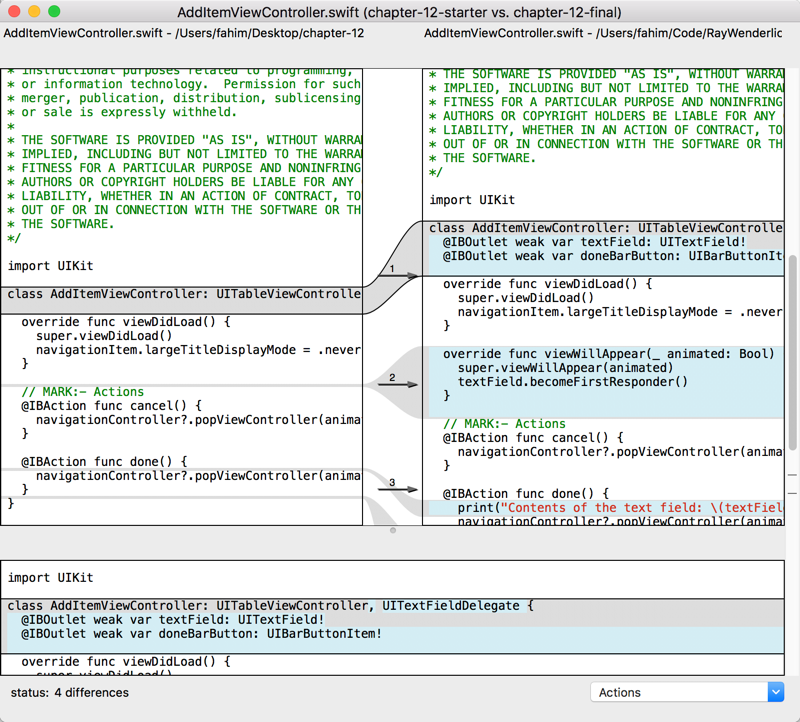 AddItemViewController.swift (chapter-12-starter vs. chapter-12-final)
AddItemViewController.swift - /Users/fahim/Desktop/chapter-12
AddItemViewController.swift - /Users/fahim/Code/RayWenderlic
* instructional purposes related to programming,
* or information technology.  Permission for such
* merger, publication, distribution, sublicensing
* or sale is expressly withheld.
*
* THE SOFTWARE IS PROVIDED "AS IS", WITHOUT WARRA
* IMPLIED, INCLUDING BUT NOT LIMITED TO THE WARRA
* FITNESS FOR A PARTICULAR PURPOSE AND NONINFRING
* AUTHORS OR COPYRIGHT HOLDERS BE LIABLE FOR ANY
* LIABILITY, WHETHER IN AN ACTION OF CONTRACT, TO
* OUT OF OR IN CONNECTION WITH THE SOFTWARE OR TH
* THE SOFTWARE.
*/
import UIKit
class AddItemViewController: UITableViewControlle
override func viewDidLoad() {
super.viewDidLoad()
navigationItem.largeTitleDisplayMode = .never
}
// MARK:- Actions
@IBAction func cancel() {
navigationController?.popViewController(anima
}
@IBAction func done() {
navigationController?.popViewController(anima
}
}
1
2
3
* THE SOFTWARE IS PROVIDED "AS IS", WITHOUT WARRA
* IMPLIED, INCLUDING BUT NOT LIMITED TO THE WARRA
* FITNESS FOR A PARTICULAR PURPOSE AND NONINFRING
* AUTHORS OR COPYRIGHT HOLDERS BE LIABLE FOR ANY
* LIABILITY, WHETHER IN AN ACTION OF CONTRACT, TO
* OUT OF OR IN CONNECTION WITH THE SOFTWARE OR TH
* THE SOFTWARE.
*/
import UIKit
class AddItemViewController: UITableViewControlle
@IBOutlet weak var textField: UITextField!
@IBOutlet weak var doneBarButton: UIBarButtonIt
override func viewDidLoad() {
super.viewDidLoad()
navigationItem.largeTitleDisplayMode = .never
}
override func viewWillAppear(_ animated: Bool)
super.viewWillAppear(animated)
textField.becomeFirstResponder()
}
// MARK:- Actions
@IBAction func cancel() {
navigationController?.popViewController(anima
}
@IBAction func done() {
print("Contents of the text field: \(textFiel
navigationController?.popViewController(anima
import UIKit
class AddItemViewController: UITableViewController, UITextFieldDelegate {
@IBOutlet weak var textField: UITextField!
@IBOutlet weak var doneBarButton: UIBarButtonItem!
override func viewDidLoad() {
super.viewDidLoad()
status: 4 differences
Actions